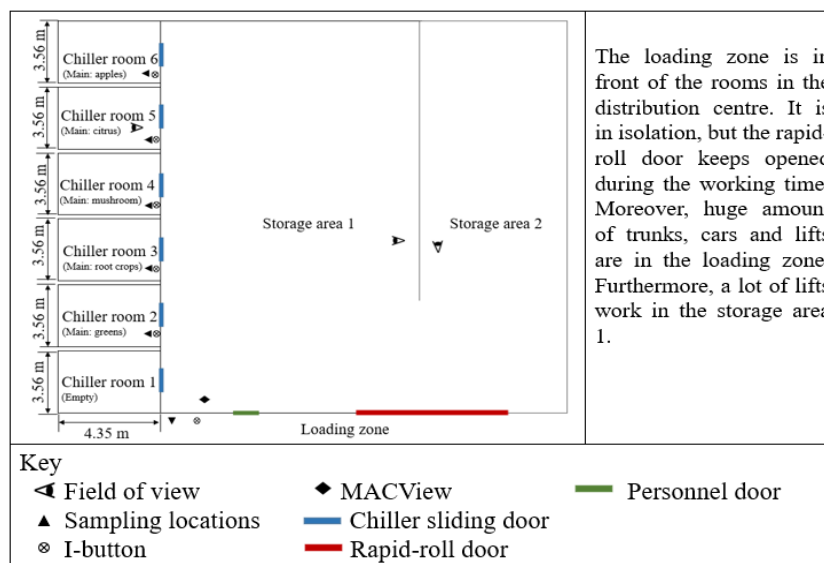 3.56 m
Chiller room 6
(Main: apples)
3.56 m
Chiller room 5
(Main: citrus)
3.56 m
Chiller room 4
(Main: mushroom)
3.56 m
Chiller room 3
(Main: root crops)
3.56 m
Chiller room 2
(Main: greens)
3.56 m
Chiller room 1
(Empty)
4.35 m
Storage area 1
Storage area 2
Loading zone
The loading zone is in
front of the rooms in the
distribution centre. It is
in isolation, but the rapid-
roll door keeps opened
during the working time.
Moreover, huge amoun
of trunks, cars and lifts
are in the loading zone.
Furthermore, a lot of lifts
work in the storage area
1.
Key
Field of view
MACView
Personnel door
Sampling locations
Chiller sliding door
I-button
Rapid-roll door